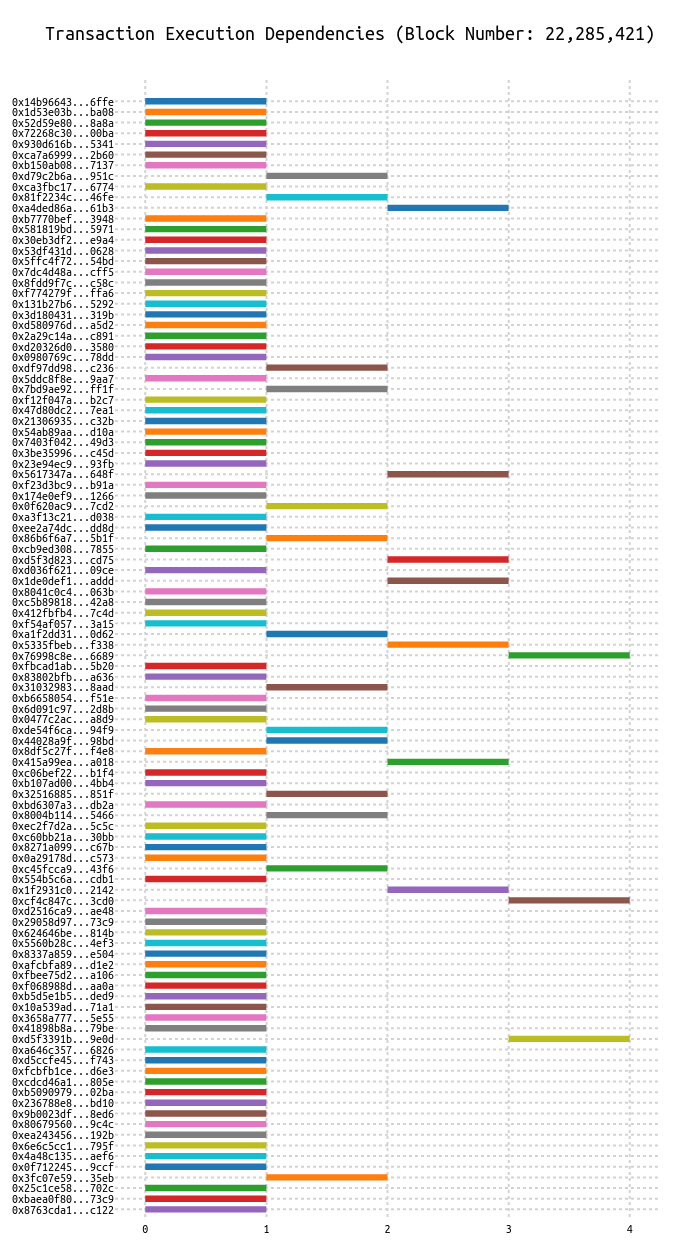 Transaction Execution Dependencies (Block Number: 22,285,421)
0x14b96643...6ffe
0x1d53e03b...ba08
0x52d59e80...8a8a
0x72268c30...00ba
0x930d616b...5341
0xca7a6999...2b60
0xb150ab08...7137
0xd79c2b6a...951c
0xca3fbc17...6774
0x81f2234c...46fe
0xa4ded86a...61b3
0xb7770bef...3948
0x581819bd...5971
0x30eb3df2...e9a4
0x53df431d...0628
0x5ffc4f72...54bd
0x7dc4d48a...cff5
0x8fdd9f7c...c58c
0xf774279f...ffa6
0x131b27b6...5292
0x3d180431...319b
0xd580976d...a5d2
0x2a29c14a...c891
0xd20326d0...3580
0x0980769c...78dd
0xdf97dd98...c236
0x5ddc8f8e...9aa7
0x7bd9ae92...ff1f
0xf12f047a...b2c7
0x47d80dc2...7ea1
0x21306935...c32b
0x54ab89aa...d10a
0x7403f042...49d3
0x3be35996...c45d
0x23e94ec9...93fb
0x5617347a...648f
0xf23d3bc9...b91a
0x174e0ef9...1266
0x0f620ac9...7cd2
0xa3f13c21...d038
0xee2a74dc...dd8d
0x86b6f6a7...5b1f
0xcb9ed308...7855
0xd5f3d823...cd75
0xd036f621...09ce
0x1de0def1...addd
0x8041c0c4...063b
0xc5b89818...42a8
0x412fbfb4...7c4d
0xf54af057...3a15
0xa1f2dd31...0d62
0x5335fbeb...f338
0x76998c8e...6689
0xfbcad1ab...5b20
0x83802bfb...a636
0x31032983...8aad
0xb6658054...f51e
0x6d091c97...2d8b
0x0477c2ac...a8d9
0xde54f6ca...94f9
0x44028a9f...98bd
0x8df5c27f...f4e8
0x415a99ea...a018
0xc06bef22...b1f4
0xb107ad00...4bb4
0x32516885...851f
0xbd6307a3...db2a
0x8004b114...5466
0xec2f7d2a...5c5c
0xc60bb21a...30bb
0x8271a099...c67b
0x0a29178d...c573
0xc45fcca9...43f6
0x554b5c6a...cdb1
0x1f2931c0...2142
0xcf4c847c...3cd0
0xd2516ca9...ae48
0x29058d97...73c9
0x624646be...814b
0x5560b28c...4ef3
0x8337a859...e504
0xafcbfa89...d1e2
0xfbee75d2...a106
0xf068988d...aa0a
0xb5d5e1b5...ded9
0x10a539ad...71a1
0x3658a777...5e55
0x41898b8a...79be
0xd5f3391b...9e0d
0xa646c357...6826
0xd5ccfe45...f743
0xfcbfb1ce...d6e3
0xcdcd46a1...805e
0xb5090979...02ba
0x236788e8...bd10
0x9b0023df...8ed6
0x80679560...9c4c
0xea243456...192b
0x6e6c5cc1...795f
0x4a48c135...aef6
0x0f712245...9ccf
0x3fc07e59...35eb
0x25c1ce58...702c
0xbaea0f80...73c9
0x8763cda1...c122
0 1 2 3 4